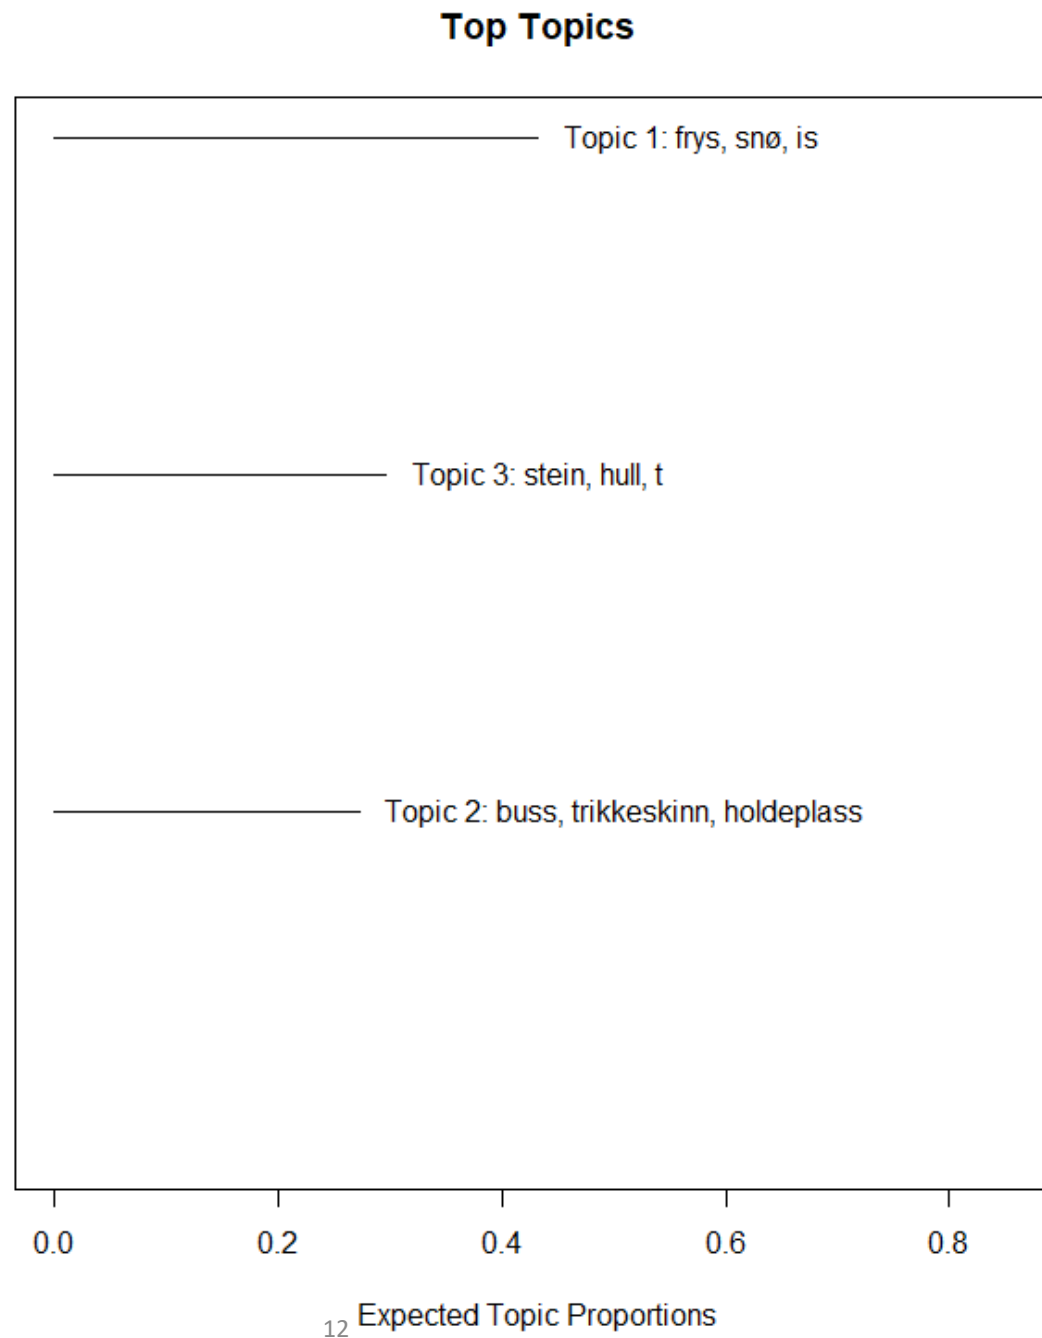 Top Topics
Topic 1: frys, snø, is
Topic 3: stein, hull, t
Topic 2: buss, trikkeskinn, holdeplass
0.0 0.2 0.4 0.6 0.8
Expected Topic Proportions
12